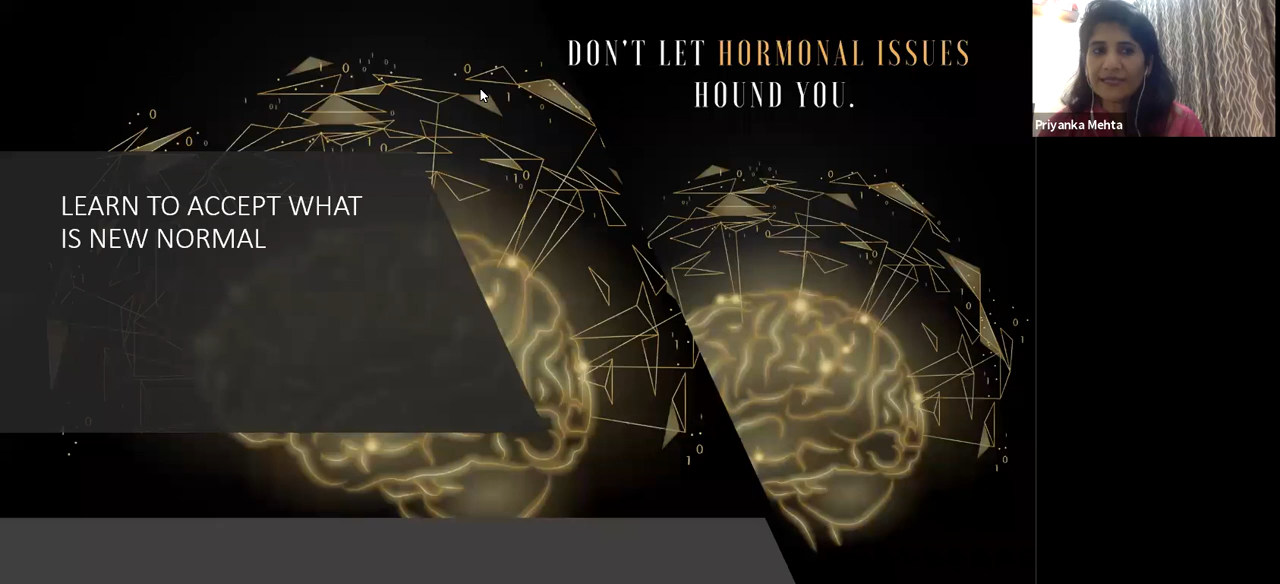 DON'T LET HORMONAL ISSUES
HOUND YOU.
Priyanka Mehta
LEARN TO ACCEPT WHAT
IS NEW NORMAL